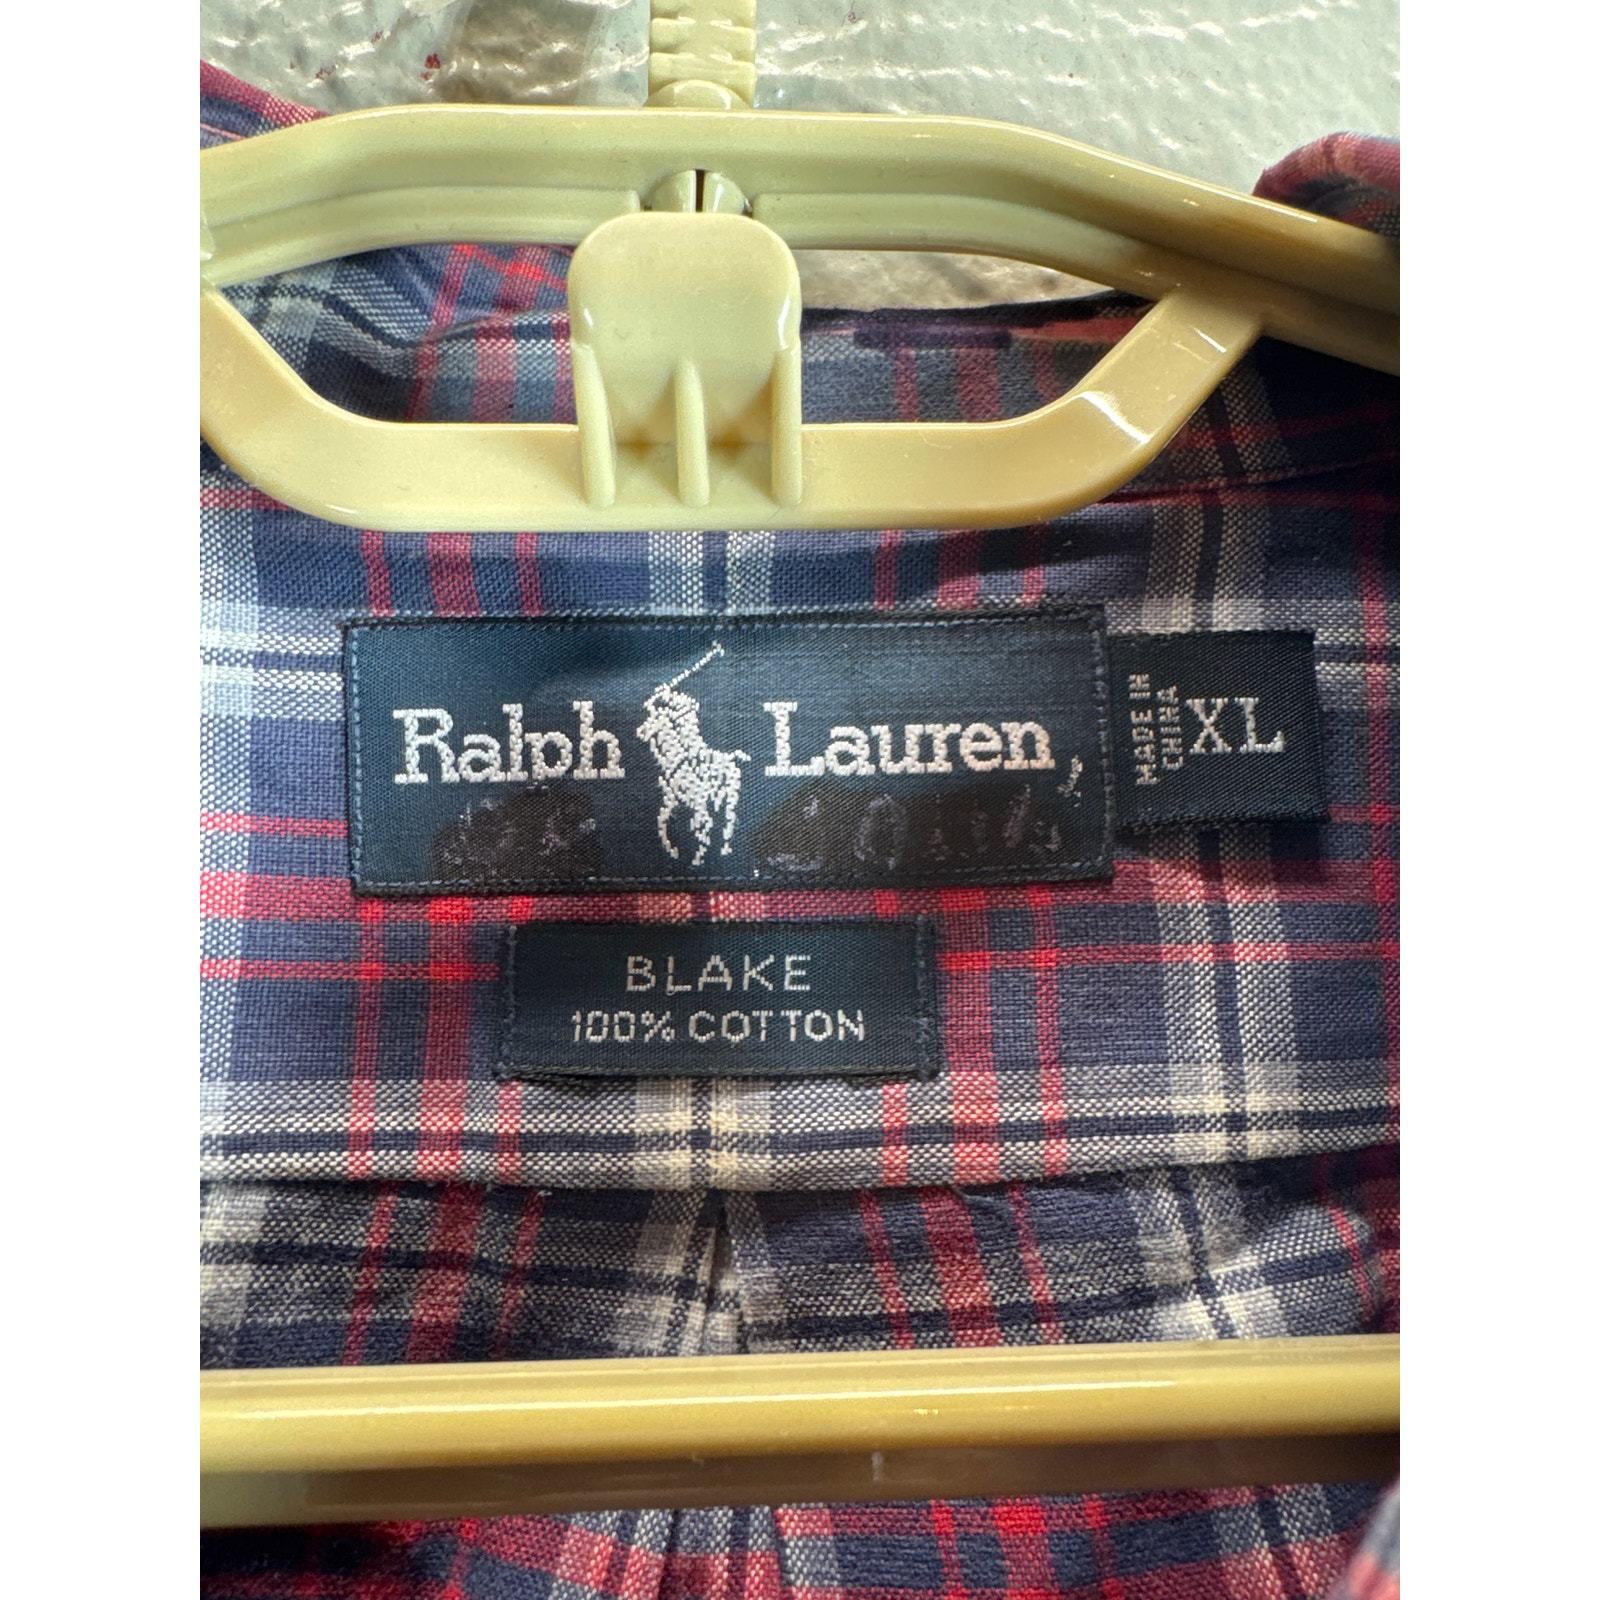 Ralph Lauren
MADE IN
CHINA
XL
BLAKE
100% COTTON